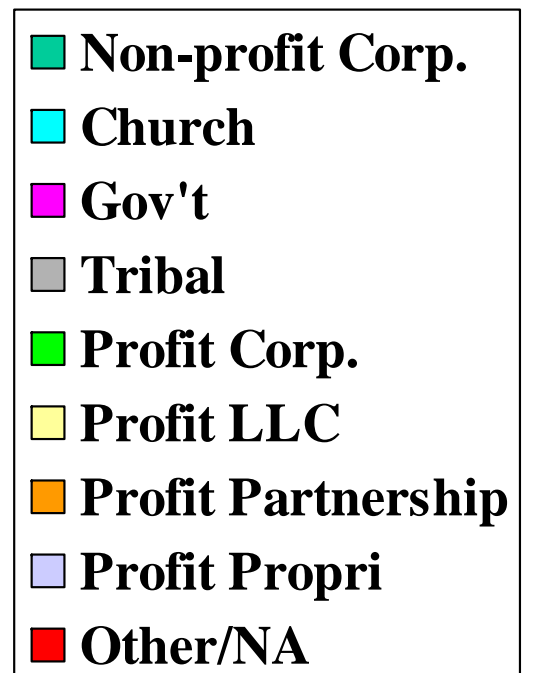 Non-profit Corp.
Church
Gov't
Tribal
Profit Corp.
Profit LLC
Profit Partnership
Profit Propri
Other/NA